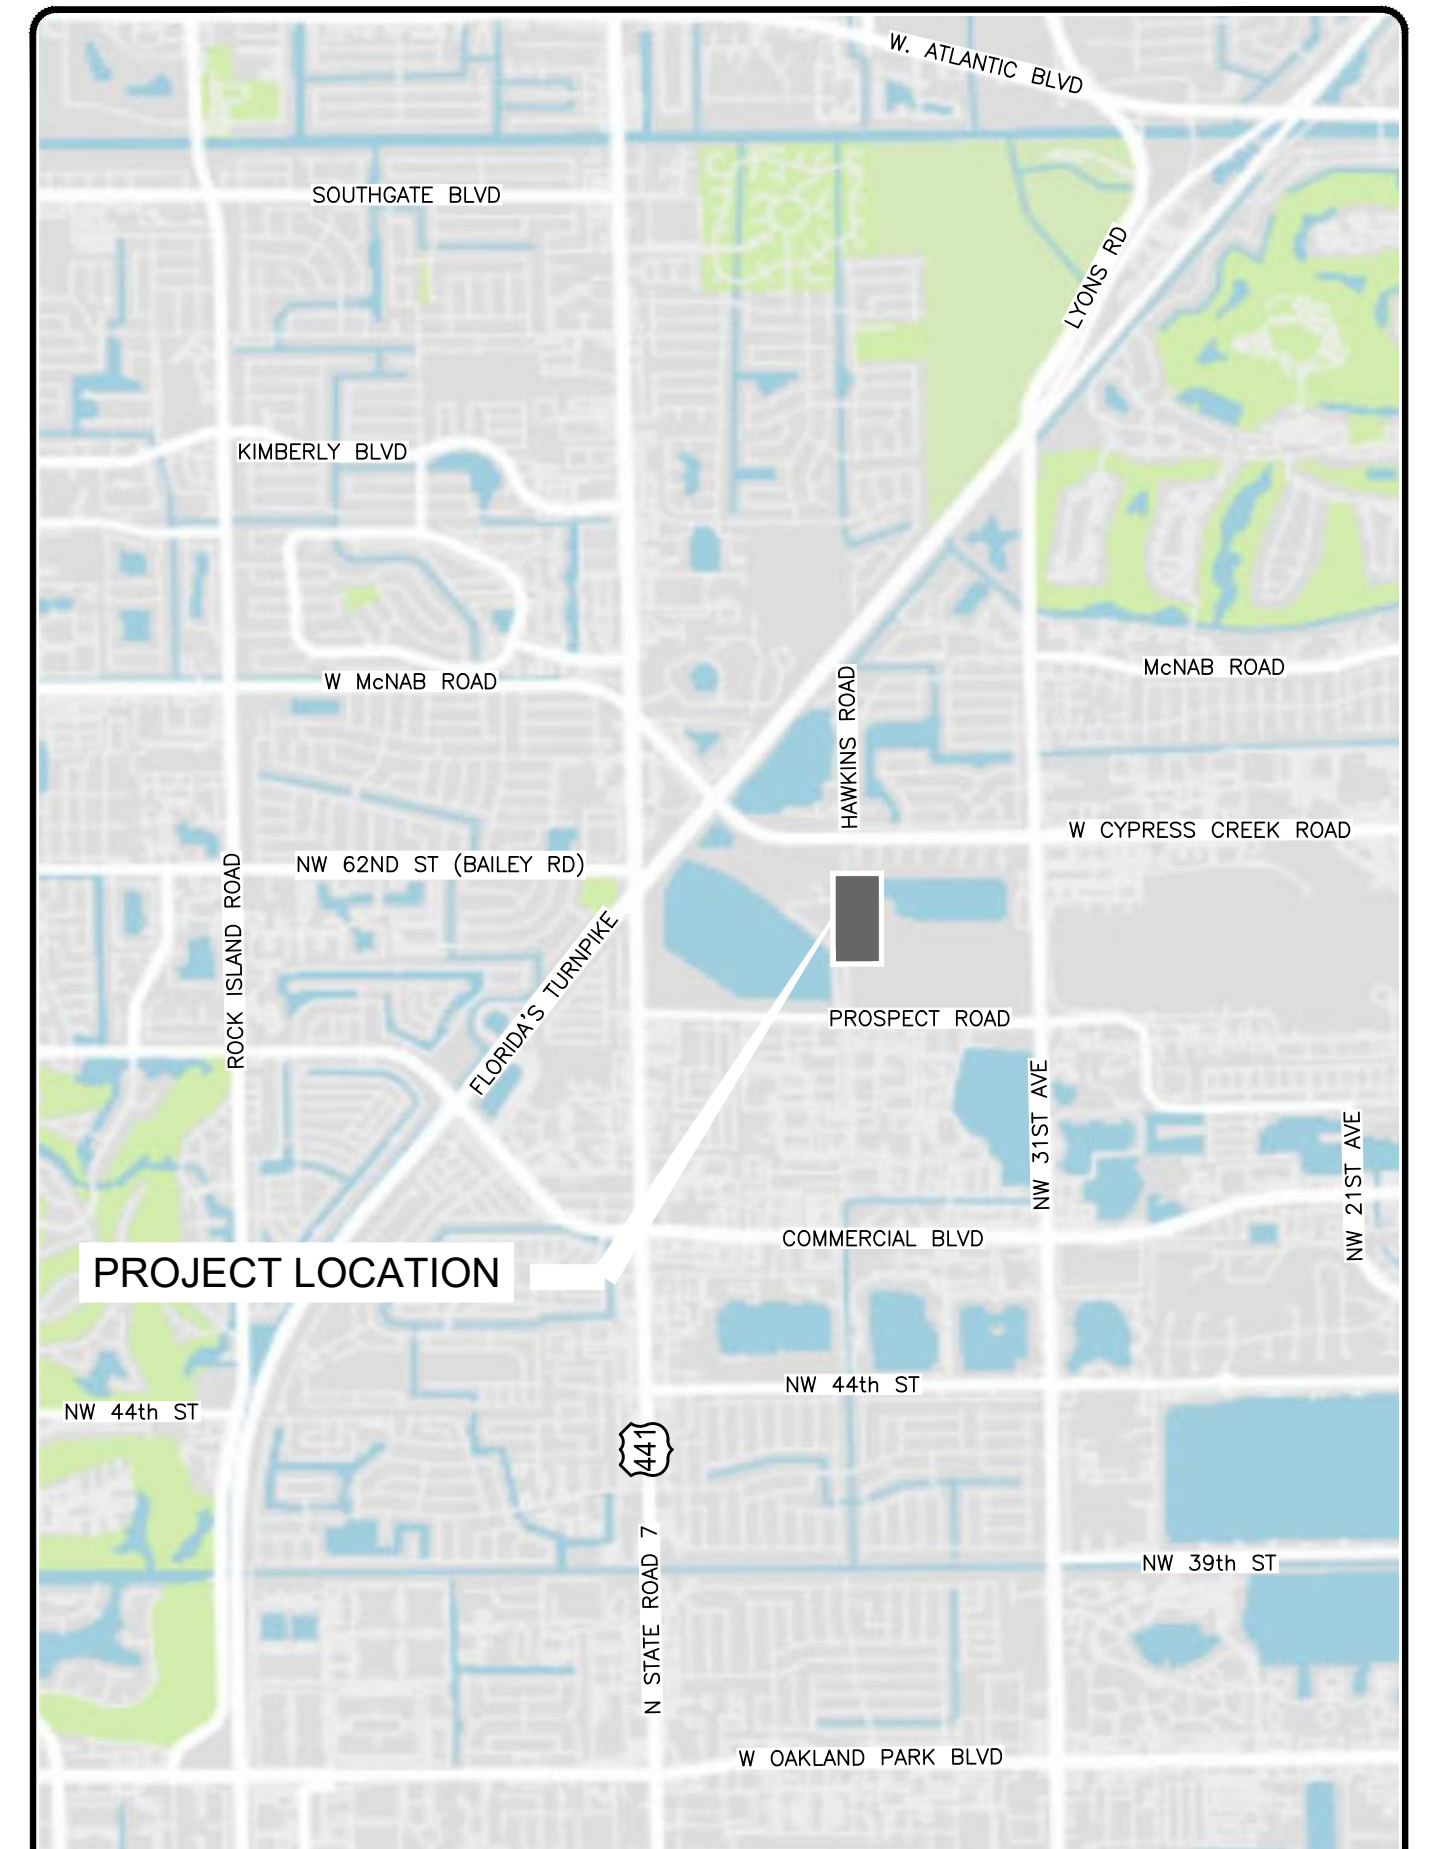 W. ATLANTIC BLVD
SOUTHGATE BLVD
LYONS RD
KIMBERLY BLVD
W McNAB ROAD
McNAB ROAD
HAWKINS ROAD
W CYPRESS CREEK ROAD
NW 62ND ST (BAILEY RD)
ROCK ISLAND ROAD
FLORIDA'S TURNPIKE
PROSPECT ROAD
NW 31ST AVE
NW 21ST AVE
COMMERCIAL BLVD
PROJECT LOCATION
NW 44th ST
NW 44th ST
441
N STATE ROAD 7
NW 39th ST
W OAKLAND PARK BLVD